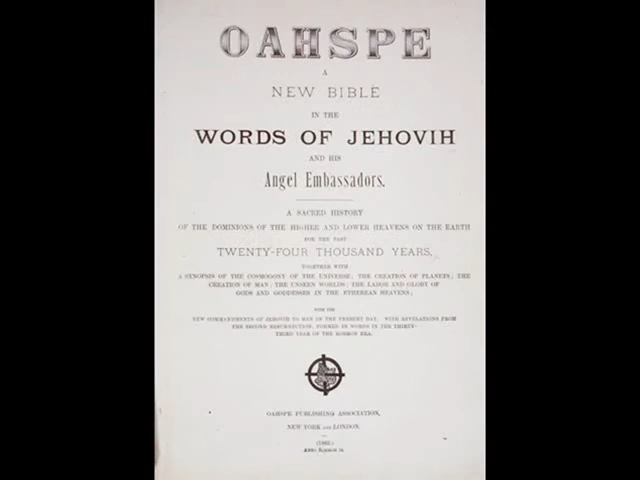 OAHSPE
A
NEW BIBLE
IN THE
WORDS OF JEHOVIH
AND HIS
Angel Embassadors.
A SACRED HISTORY
OF THE DOMINIONS OF THE HIGHER AND LOWER HEAVENS ON THE EARTH
FOR THE PAST
TWENTY-FOUR THOUSAND YEARS,
TOGETHER WITH
A SYNOPSIS OF THE COSMOGONY OF THE UNIVERSE; THE CREATION OF PLANETS; THE
CREATION OF MAN; THE UNSEEN WORLDS; THE LABOR AND GLORY OF
GODS AND GODDESSES IN THE ETHEREAN HEAVENS;
WITH THE
NEW COMMANDMENTS OF JEHOVIH TO MAN OF THE PRESENT DAY. WITH REVELATIONS FROM
THE SECOND RESURRECTION, FORMED IN WORDS IN THE THIRTY-
THIRD YEAR OF THE KOSMON ERA.
OAHSPE PUBLISHING ASSOCIATION,
NEW YORK AND LONDON.
(1882.)
ANNO KOSMON 34.